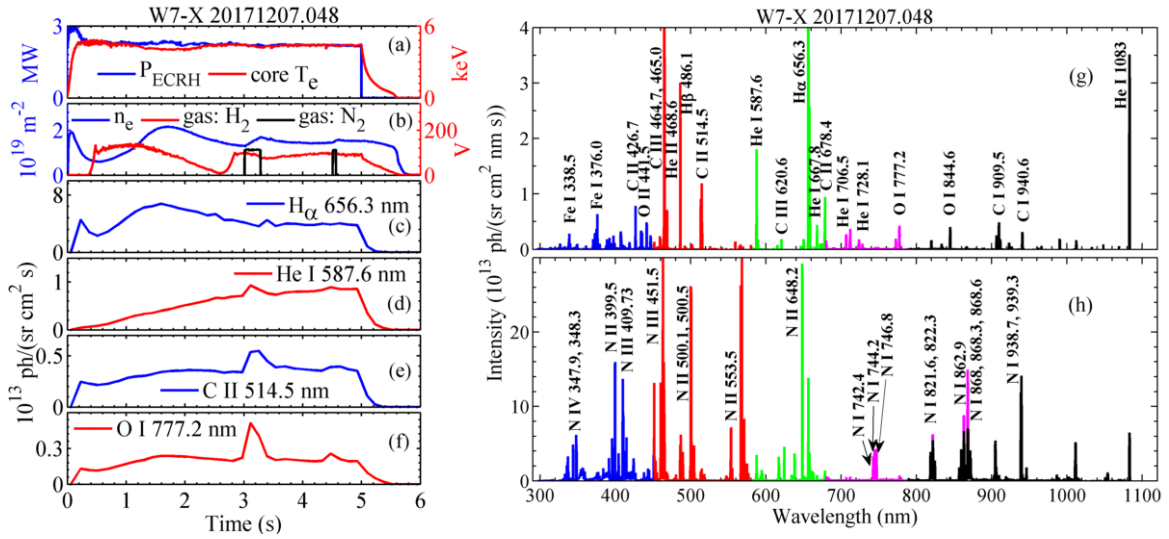 W7-X 20171207.048
3
0
MW
6
0
keV
(a)
P_ECRH
core T_e
2
0
10^19 m^-2
200
0
V
(b)
n_e
gas: H_2
gas: N_2
8
4
0
(c)
H_α 656.3 nm
1
0
(d)
He I 587.6 nm
10^13 ph/(sr cm^2 s)
0.5
0
(e)
C II 514.5 nm
0.3
0
(f)
O I 777.2 nm
0 1 2 3 4 5 6
Time (s)
W7-X 20171207.048
4
3
2
1
0
(g)
Fe I 338.5
Fe I 376.0
C II 426.7
O II 441.5
C III 464.7, 465.0
He II 468.6
Hβ 486.1
C II 514.5
He I 587.6
C III 620.6
Hα 656.3
He I 667.8
C II 678.4
He I 706.5
He I 728.1
O I 777.2
O I 844.6
C I 909.5
C I 940.6
He I 1083
Intensity (10^13 ph/(sr cm^2 nm s)
20
10
0
(h)
N IV 347.9, 348.3
N II 399.5
N III 409.73
N III 451.5
N II 500.1, 500.5
N II 553.5
N II 648.2
N I 742.4
N I 744.2
N I 746.8
N I 821.6, 822.3
N I 862.9
N I 868, 868.3, 868.6
N I 938.7, 939.3
300 400 500 600 700 800 900 1000 1100
Wavelength (nm)